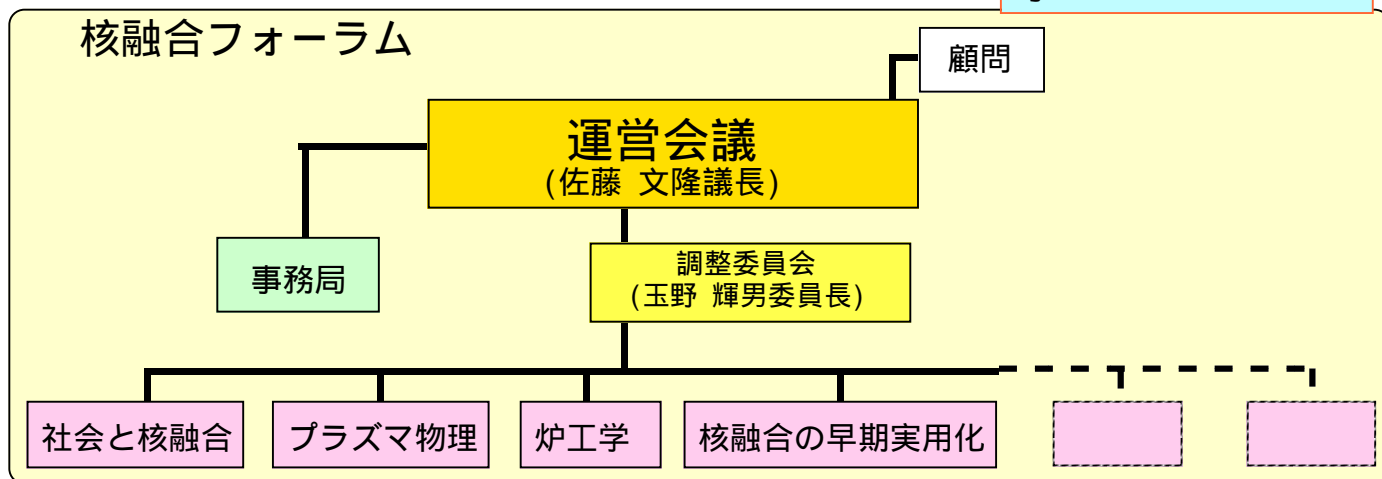 核融合フォーラム
顧問
運営会議
(佐藤 文隆議長)
事務局
調整委員会
(玉野 輝男委員長)
社会と核融合
プラズマ物理
炉工学
核融合の早期実用化